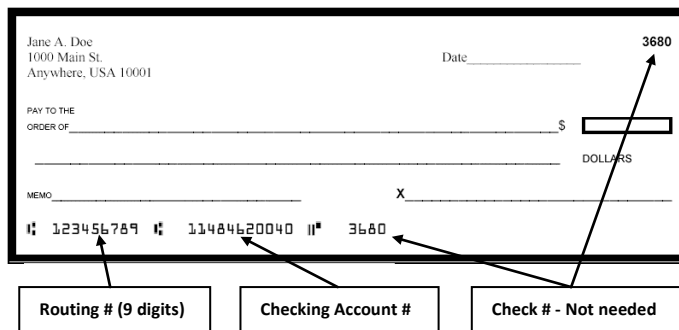 Jane A. Doe
1000 Main St.
Anywhere, USA 10001
Date
3680
PAY TO THE
ORDER OF
$
DOLLARS
MEMO
X
⑆ 123456789 ⑆ 11484620040 ⑈ 3680
Routing # (9 digits)
Checking Account #
Check # - Not needed